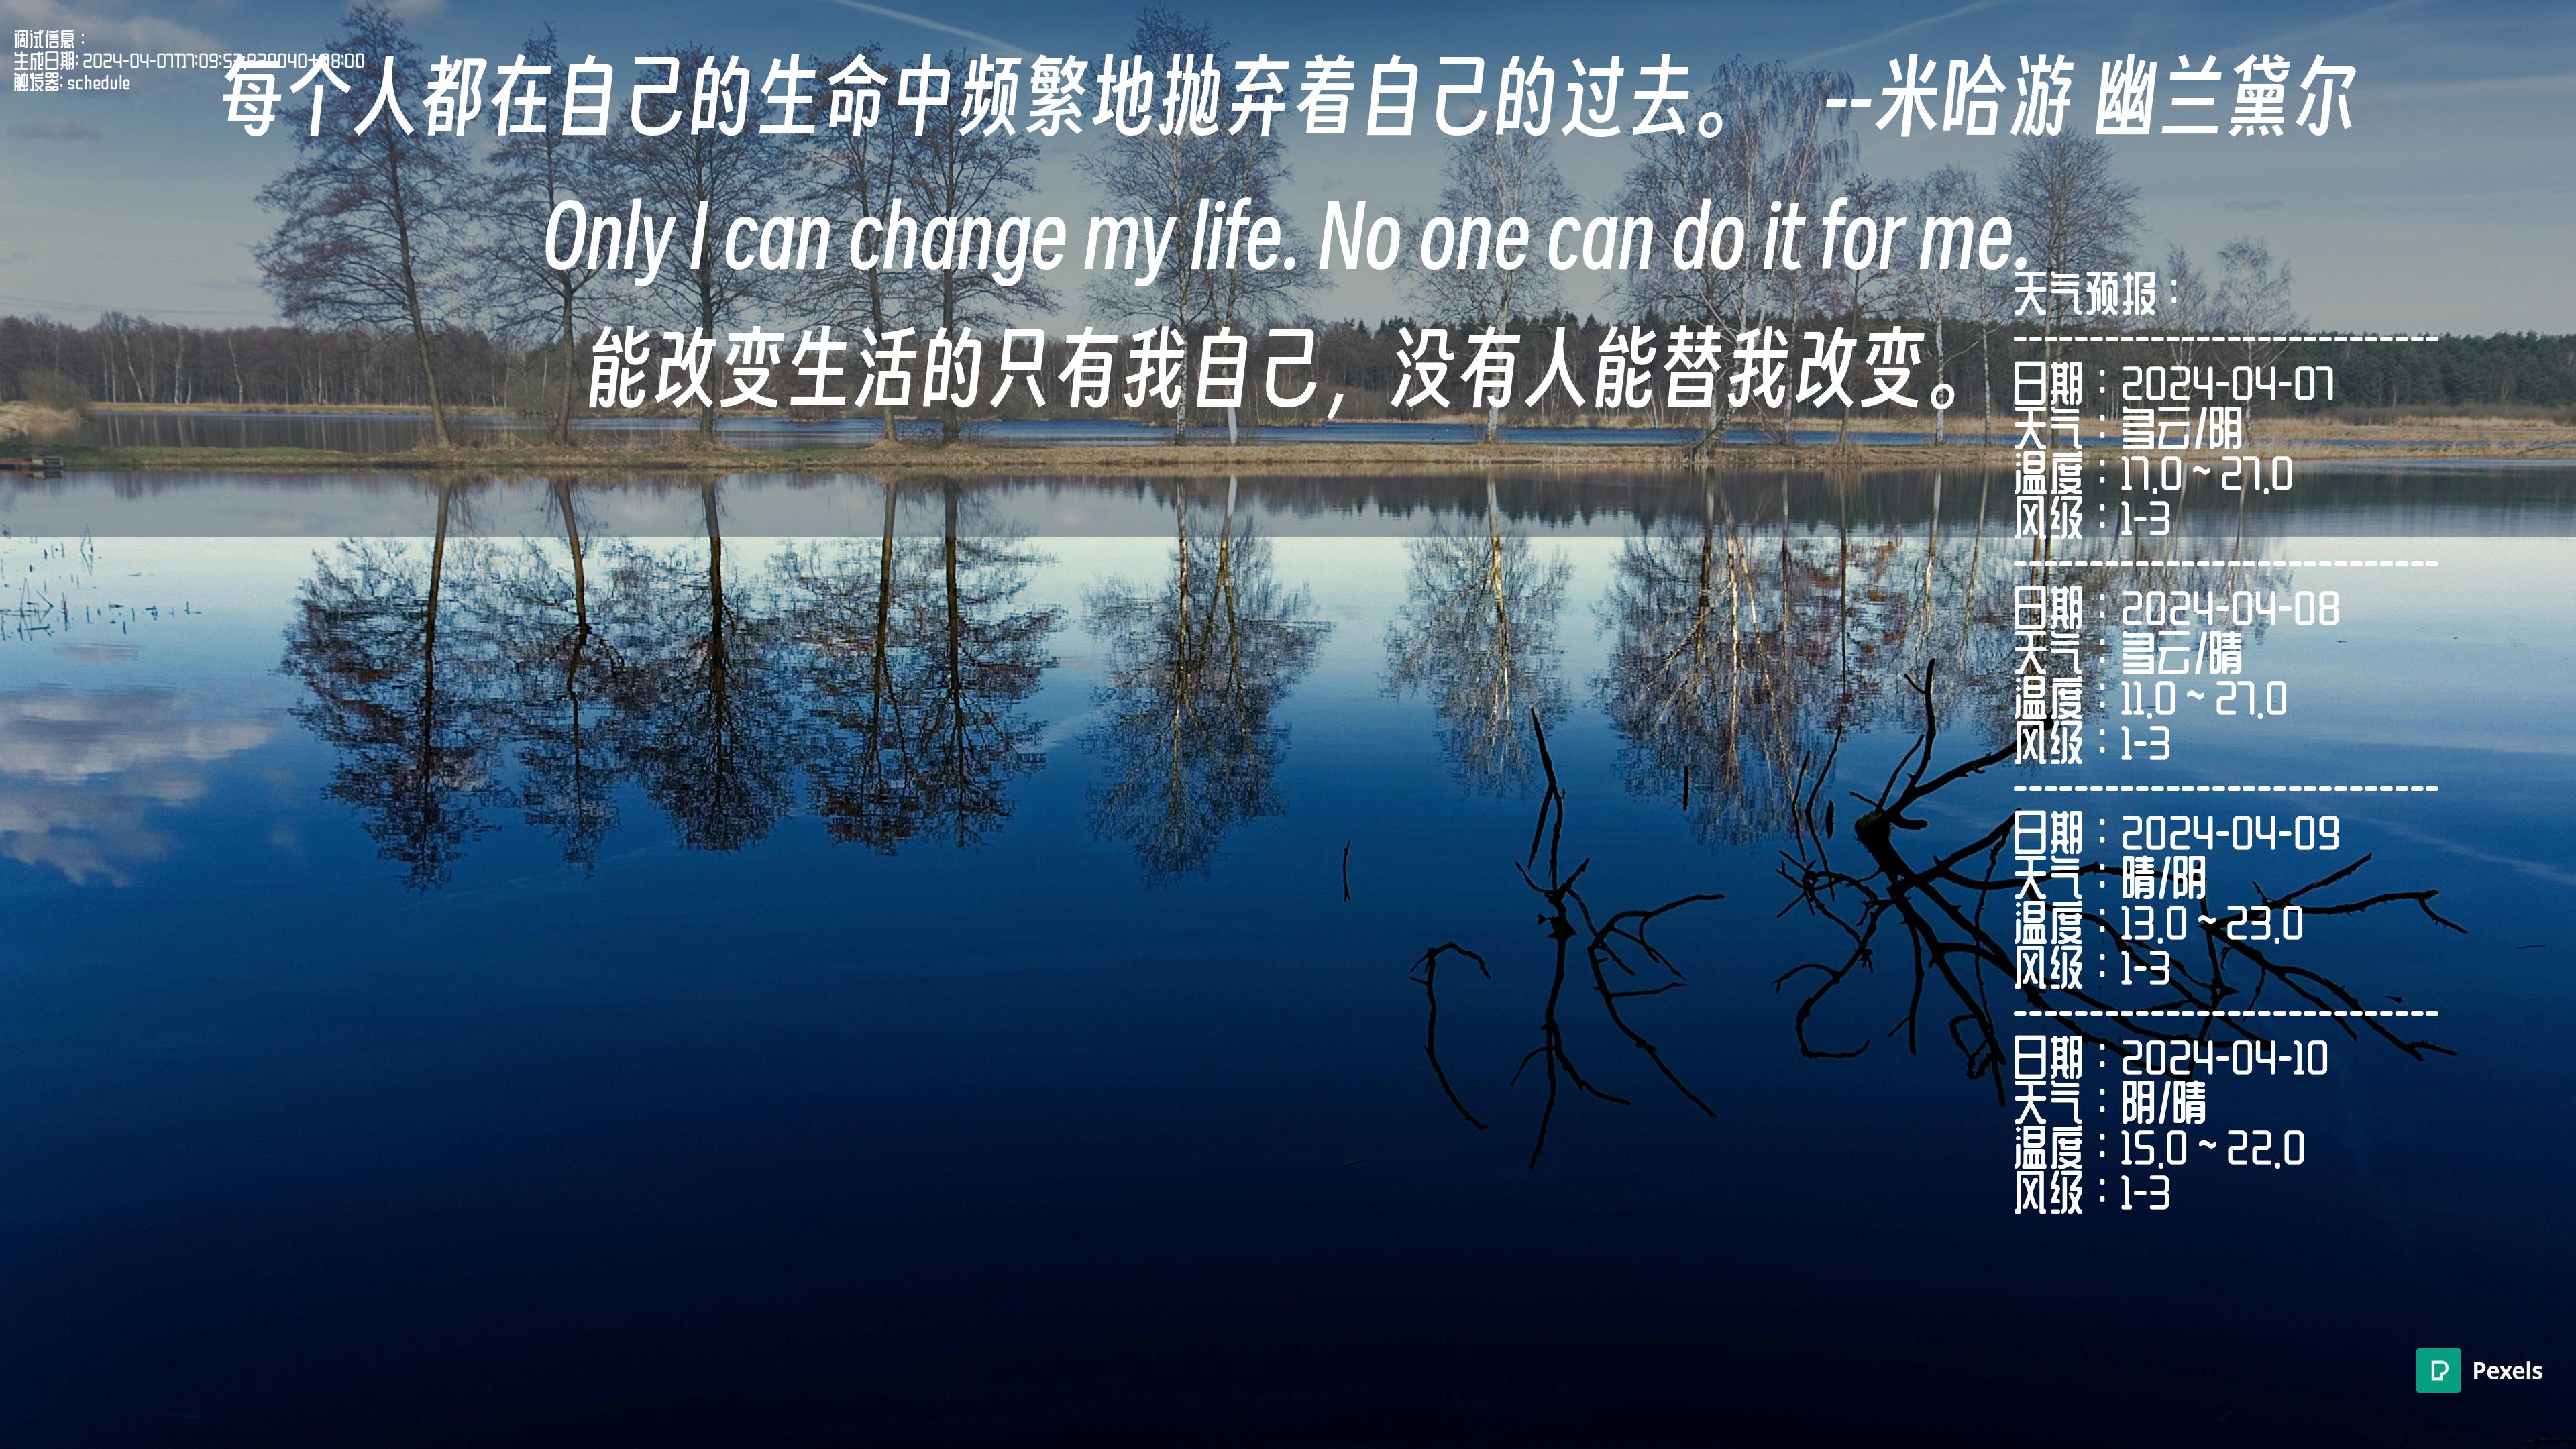 调试信息：
生成日期: 2024-04-07T17:09:53.
触发器: schedule
每个人都在自己的生命中频繁地抛弃着自己的过去。 --米哈游 幽兰黛尔
Only I can change my life. No one can do it for me.
能改变生活的只有我自己，没有人能替我改变。
天气预报：
----------------------------
日期：2024-04-07
天气：多云/阴
温度：17.0 ~ 27.0
风级：1-3
----------------------------
日期：2024-04-08
天气：多云/晴
温度：11.0 ~ 27.0
风级：1-3
----------------------------
日期：2024-04-09
天气：晴/阴
温度：13.0 ~ 23.0
风级：1-3
----------------------------
日期：2024-04-10
天气：阴/晴
温度：15.0 ~ 22.0
风级：1-3
Pexels